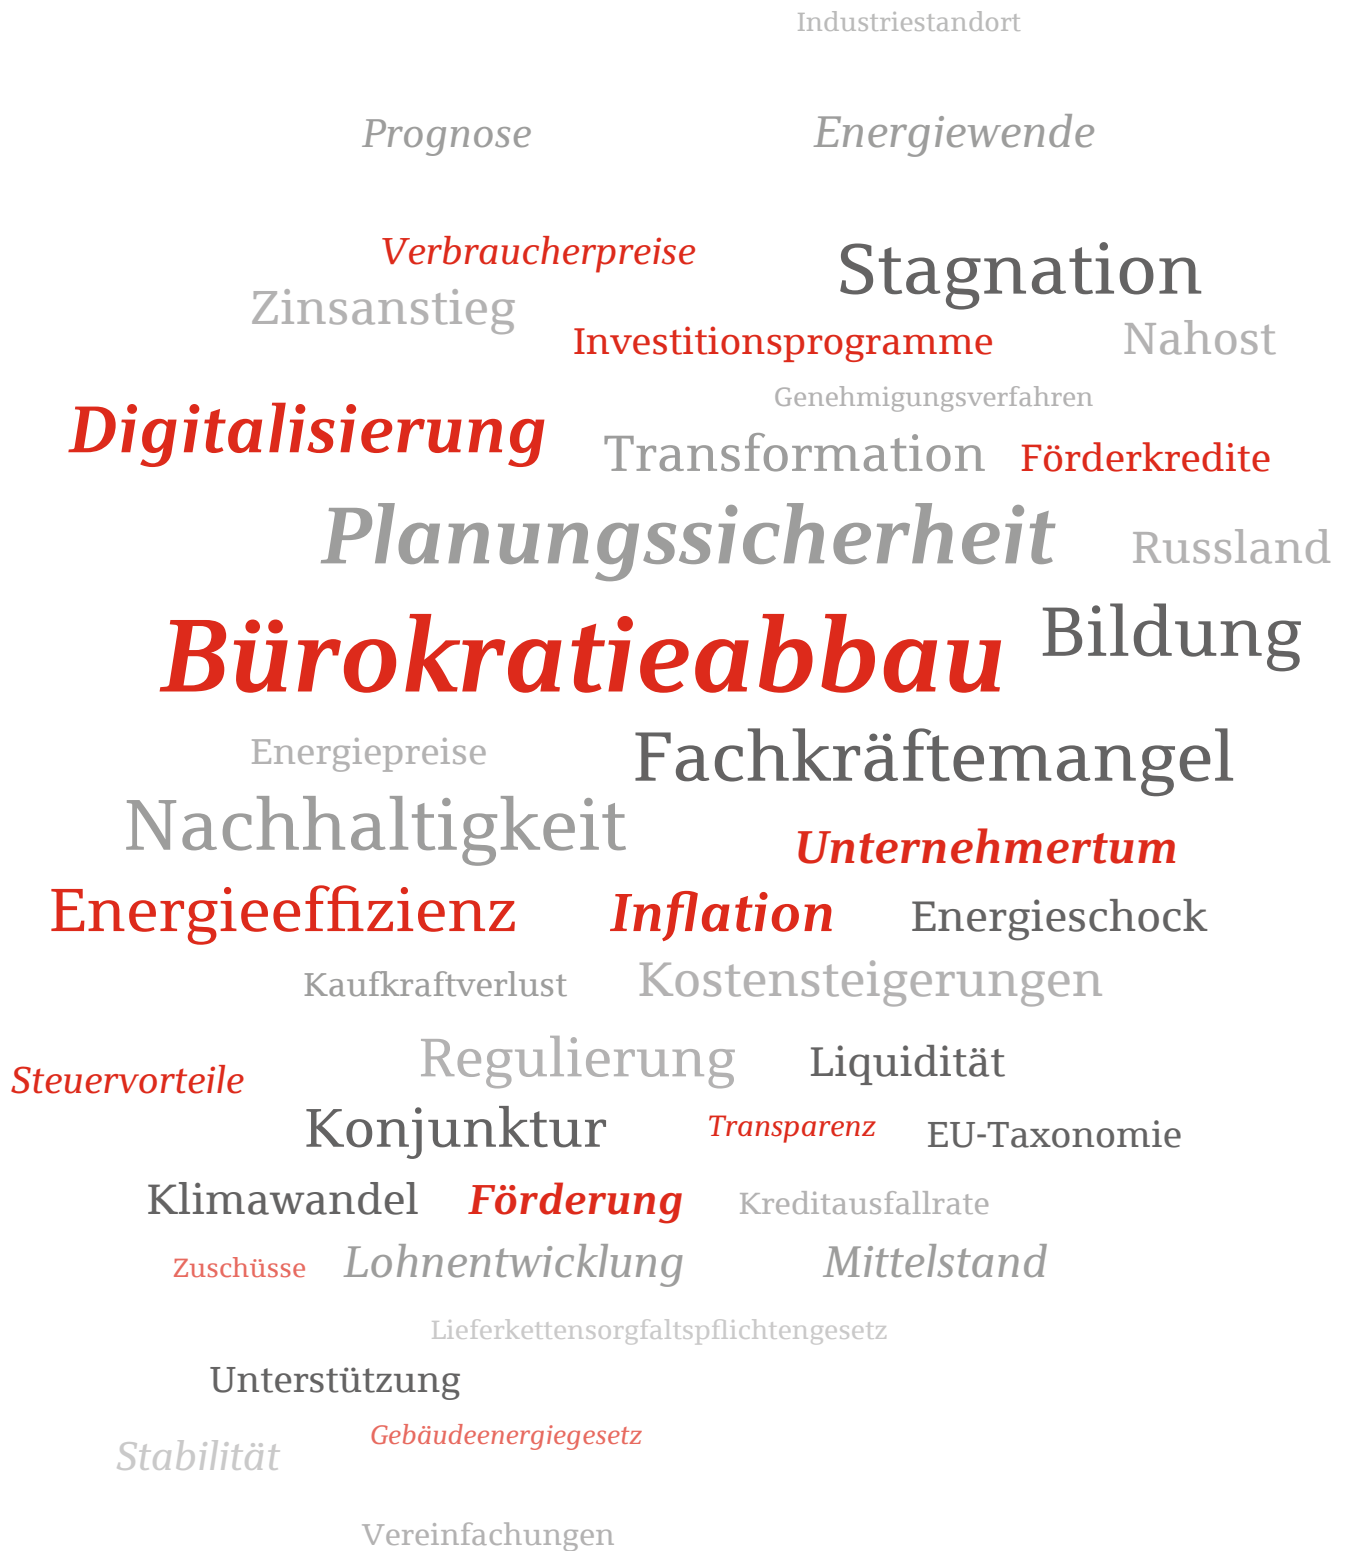 Industriestandort
Prognose
Energiewende
Verbraucherpreise
Stagnation
Zinsanstieg
Investitionsprogramme
Nahost
Genehmigungsverfahren
Digitalisierung
Transformation
Förderkredite
Planungssicherheit
Russland
Bürokratieabbau
Bildung
Energiepreise
Fachkräftemangel
Nachhaltigkeit
Unternehmertum
Energieeffizienz
Inflation
Energieschock
Kaufkraftverlust
Kostensteigerungen
Regulierung
Liquidität
Steuervorteile
Konjunktur
Transparenz
EU-Taxonomie
Klimawandel
Förderung
Kreditausfallrate
Zuschüsse
Lohnentwicklung
Mittelstand
Lieferkettensorgfaltspflichtengesetz
Unterstützung
Gebäudeenergiegesetz
Stabilität
Vereinfachungen